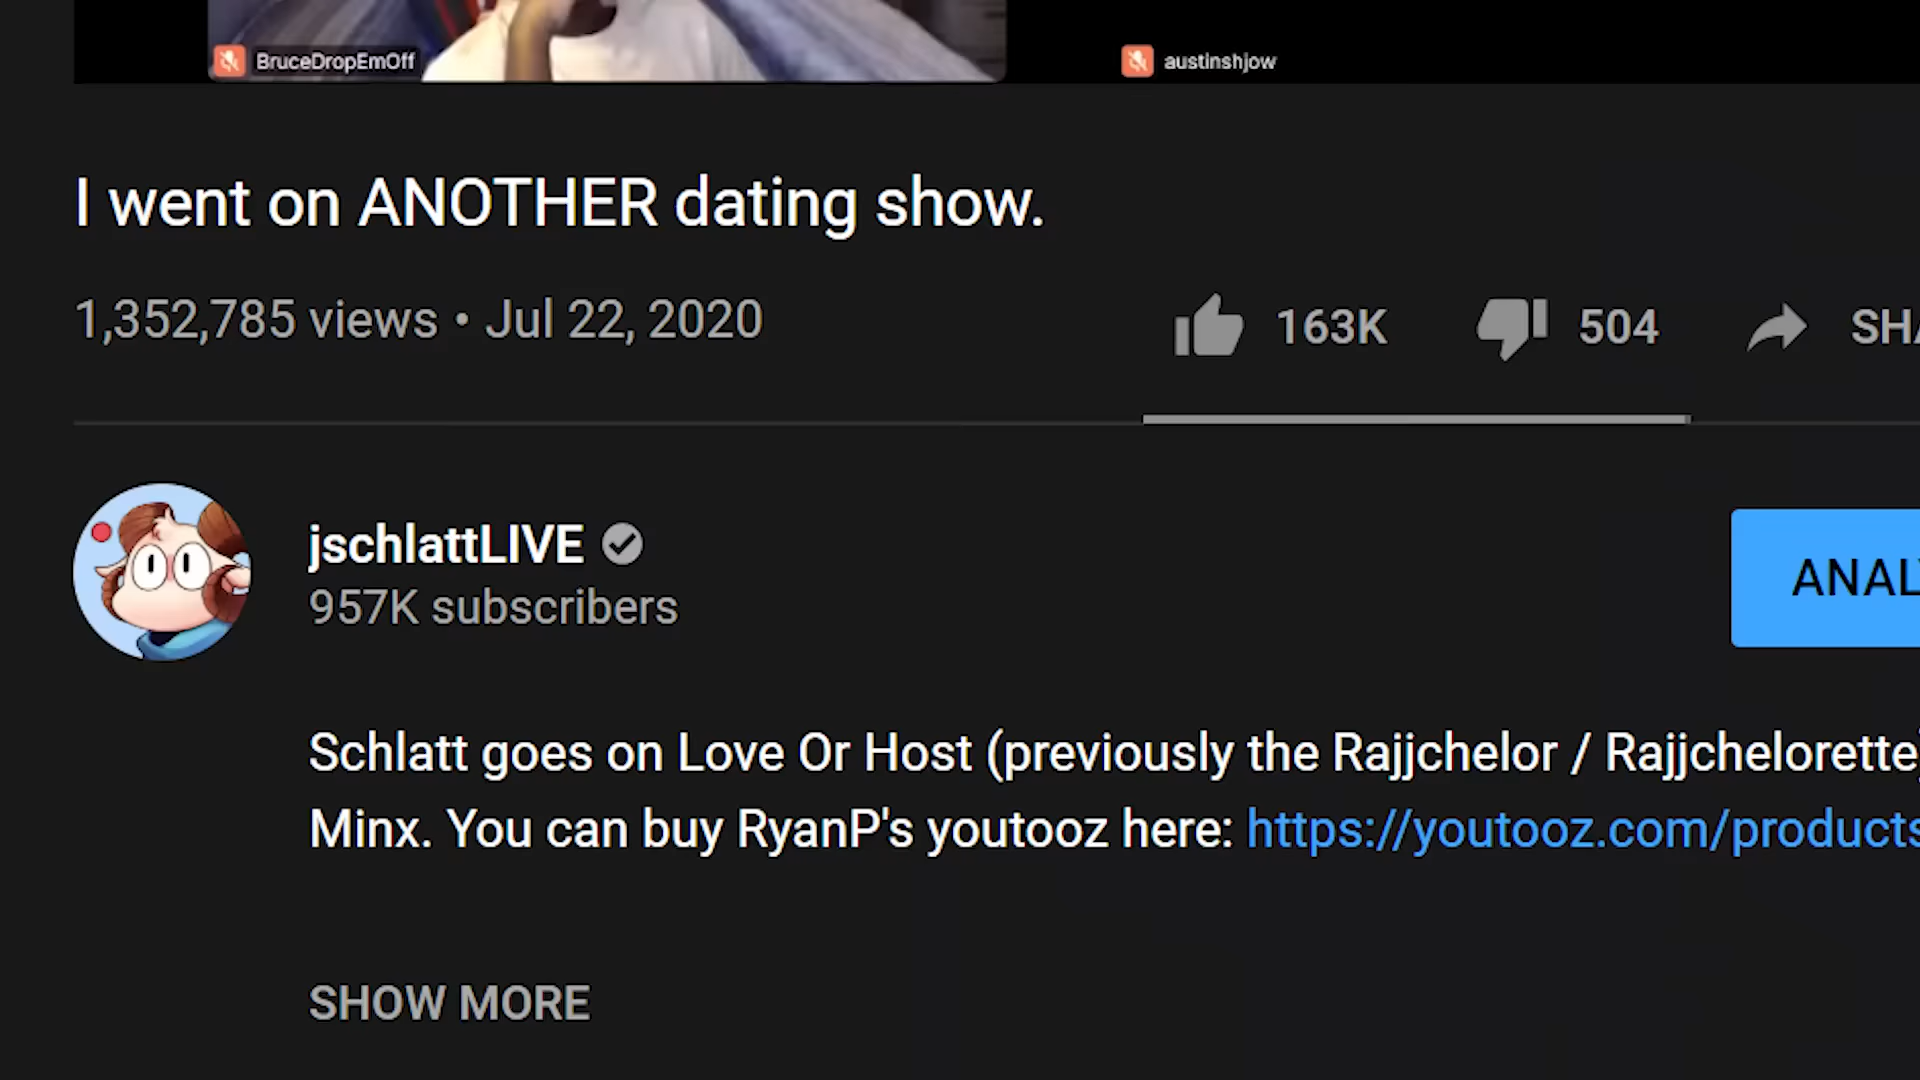 BruceDropEmOff
austinshjow
I went on ANOTHER dating show.
1,352,785 views • Jul 22, 2020
163K
504
SHA
jschlattLIVE
957K subscribers
ANALY
Schlatt goes on Love Or Host (previously the Rajjchelor / Rajjchelorette)
Minx. You can buy RyanP's youtooz here: https://youtooz.com/products
SHOW MORE